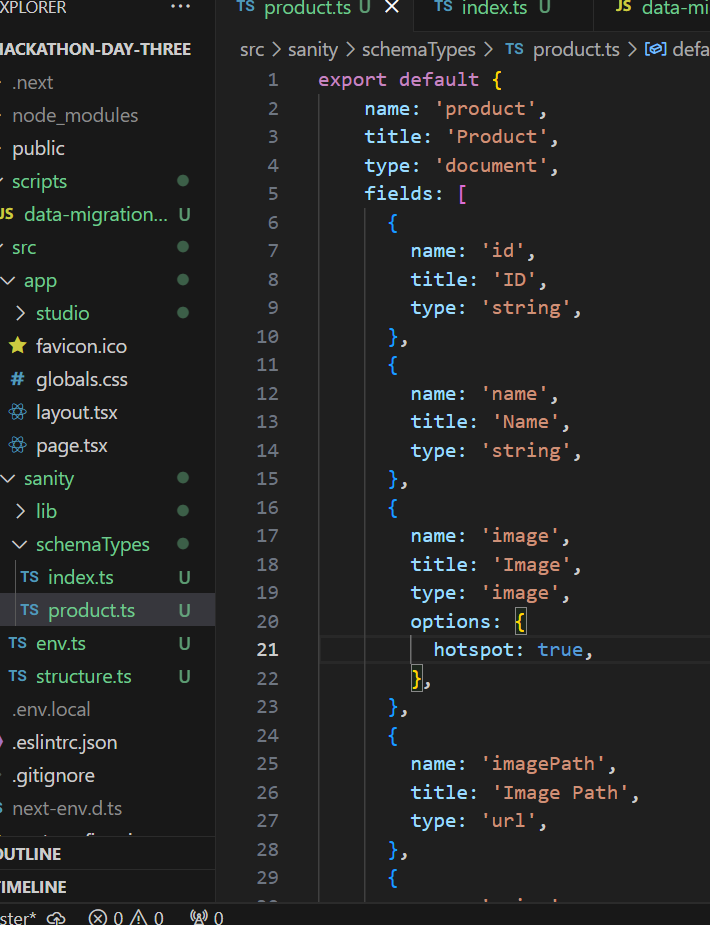 EXPLORER
HACKATHON-DAY-THREE
.next
node_modules
public
scripts
JS data-migration... U
src
app
studio
favicon.ico
# globals.css
layout.tsx
page.tsx
sanity
lib
schemaTypes
TS index.ts U
TS product.ts U
TS env.ts U
TS structure.ts U
.env.local
.eslintrc.json
.gitignore
next-env.d.ts
OUTLINE
TIMELINE
TS product.ts U
TS index.ts U
JS data-mi
src > sanity > schemaTypes > TS product.ts > defa
1 export default {
2 name: 'product',
3 title: 'Product',
4 type: 'document',
5 fields: [
6 {
7 name: 'id',
8 title: 'ID',
9 type: 'string',
10 },
11 {
12 name: 'name',
13 title: 'Name',
14 type: 'string',
15 },
16 {
17 name: 'image',
18 title: 'Image',
19 type: 'image',
20 options: {
21 hotspot: true,
22 },
23 },
24 {
25 name: 'imagePath',
26 title: 'Image Path',
27 type: 'url',
28 },
29 {
ster* 0 0 0